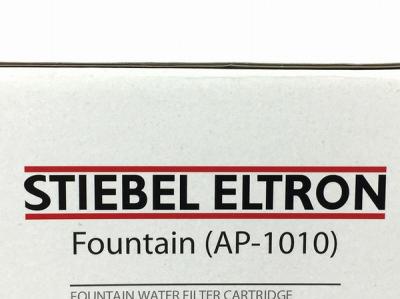 STIEBEL ELTRON
Fountain (AP-1010)
FOUNTAIN WATER FILTER CARTRIDGE